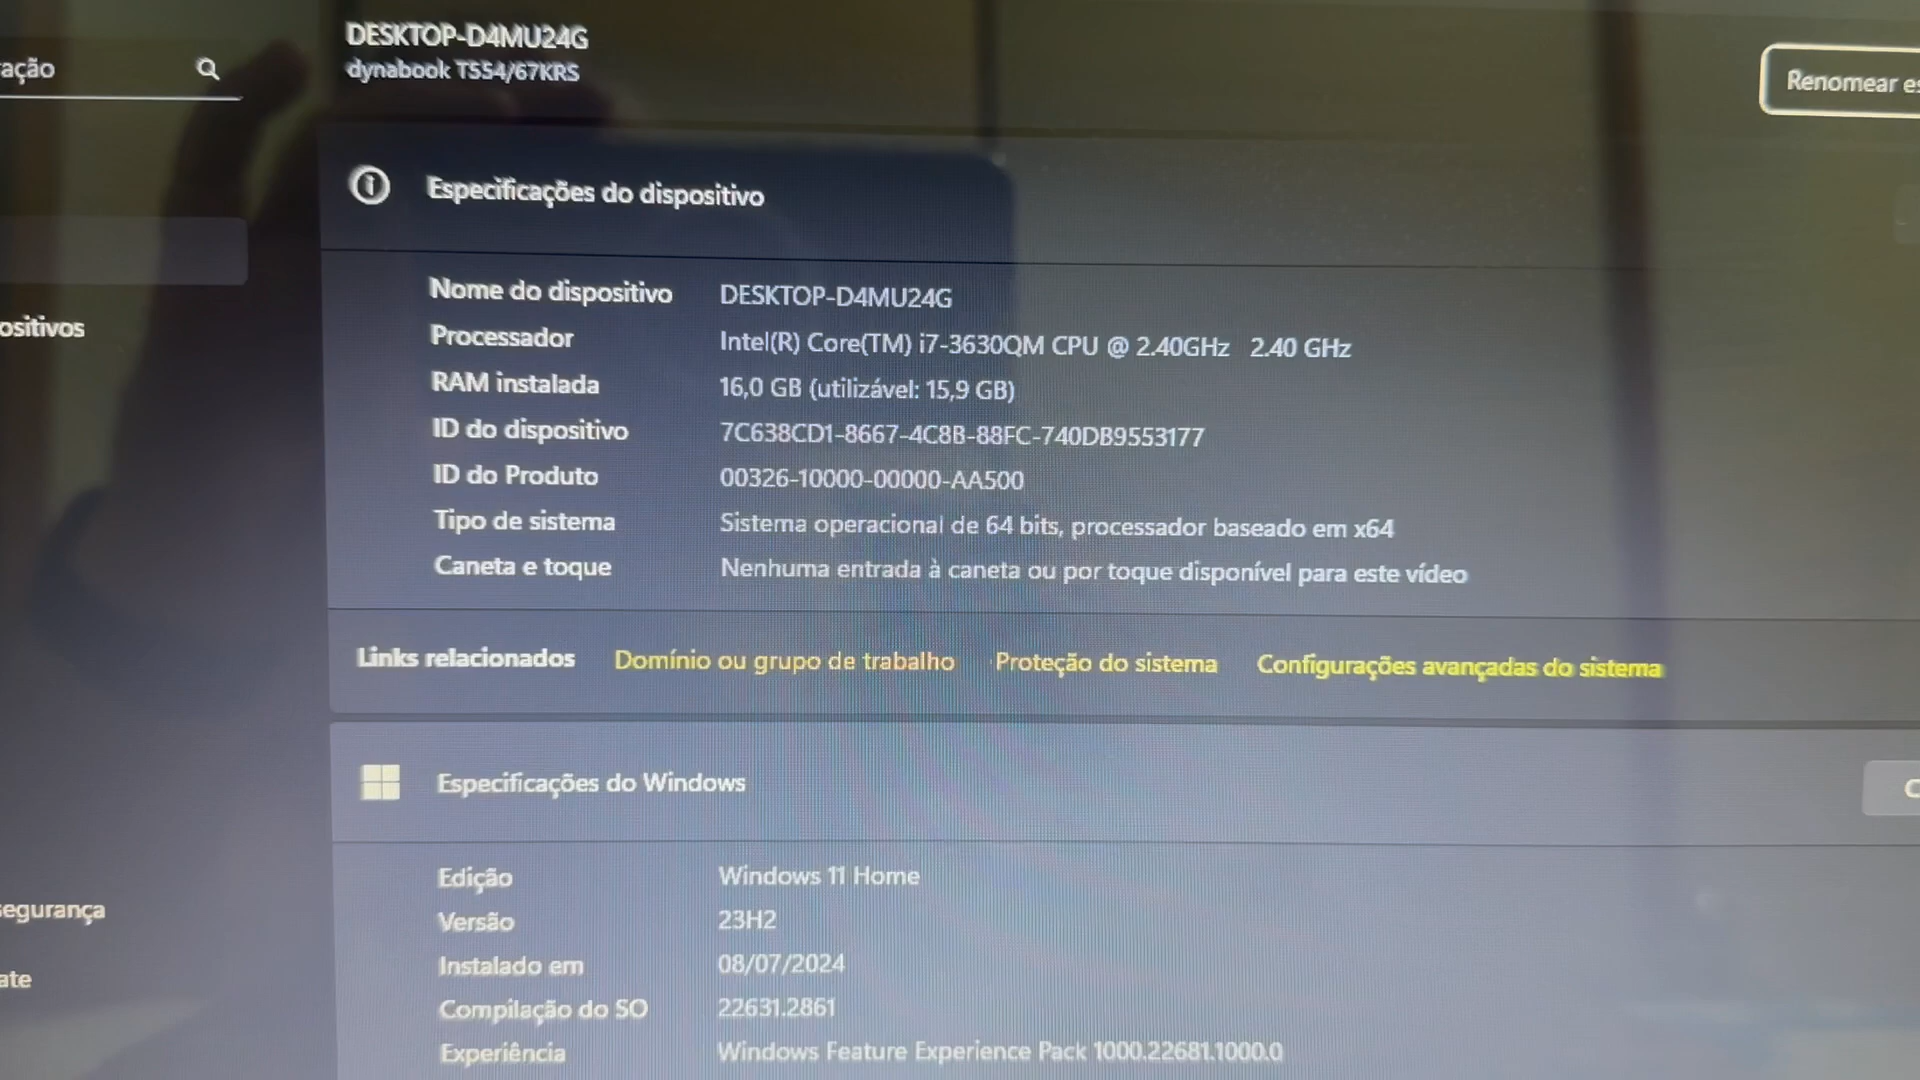 DESKTOP-D4MU24G
dynabook T554/67KRS
ação
Renomear es
Especificações do dispositivo
Nome do dispositivo DESKTOP-D4MU24G
Processador Intel(R) Core(TM) i7-3630QM CPU @ 2.40GHz 2.40 GHz
RAM instalada 16,0 GB (utilizável: 15,9 GB)
ID do dispositivo 7C638CD1-8667-4C8B-88FC-740DB9553177
ID do Produto 00326-10000-00000-AA500
Tipo de sistema Sistema operacional de 64 bits, processador baseado em x64
Caneta e toque Nenhuma entrada à caneta ou por toque disponível para este vídeo
ositivos
Links relacionados Domínio ou grupo de trabalho Proteção do sistema Configurações avançadas do sistema
Especificações do Windows
C
Edição Windows 11 Home
Versão 23H2
Instalado em 08/07/2024
Compilação do SO 22631.2861
Experiência Windows Feature Experience Pack 1000.22681.1000.0
segurança
ate